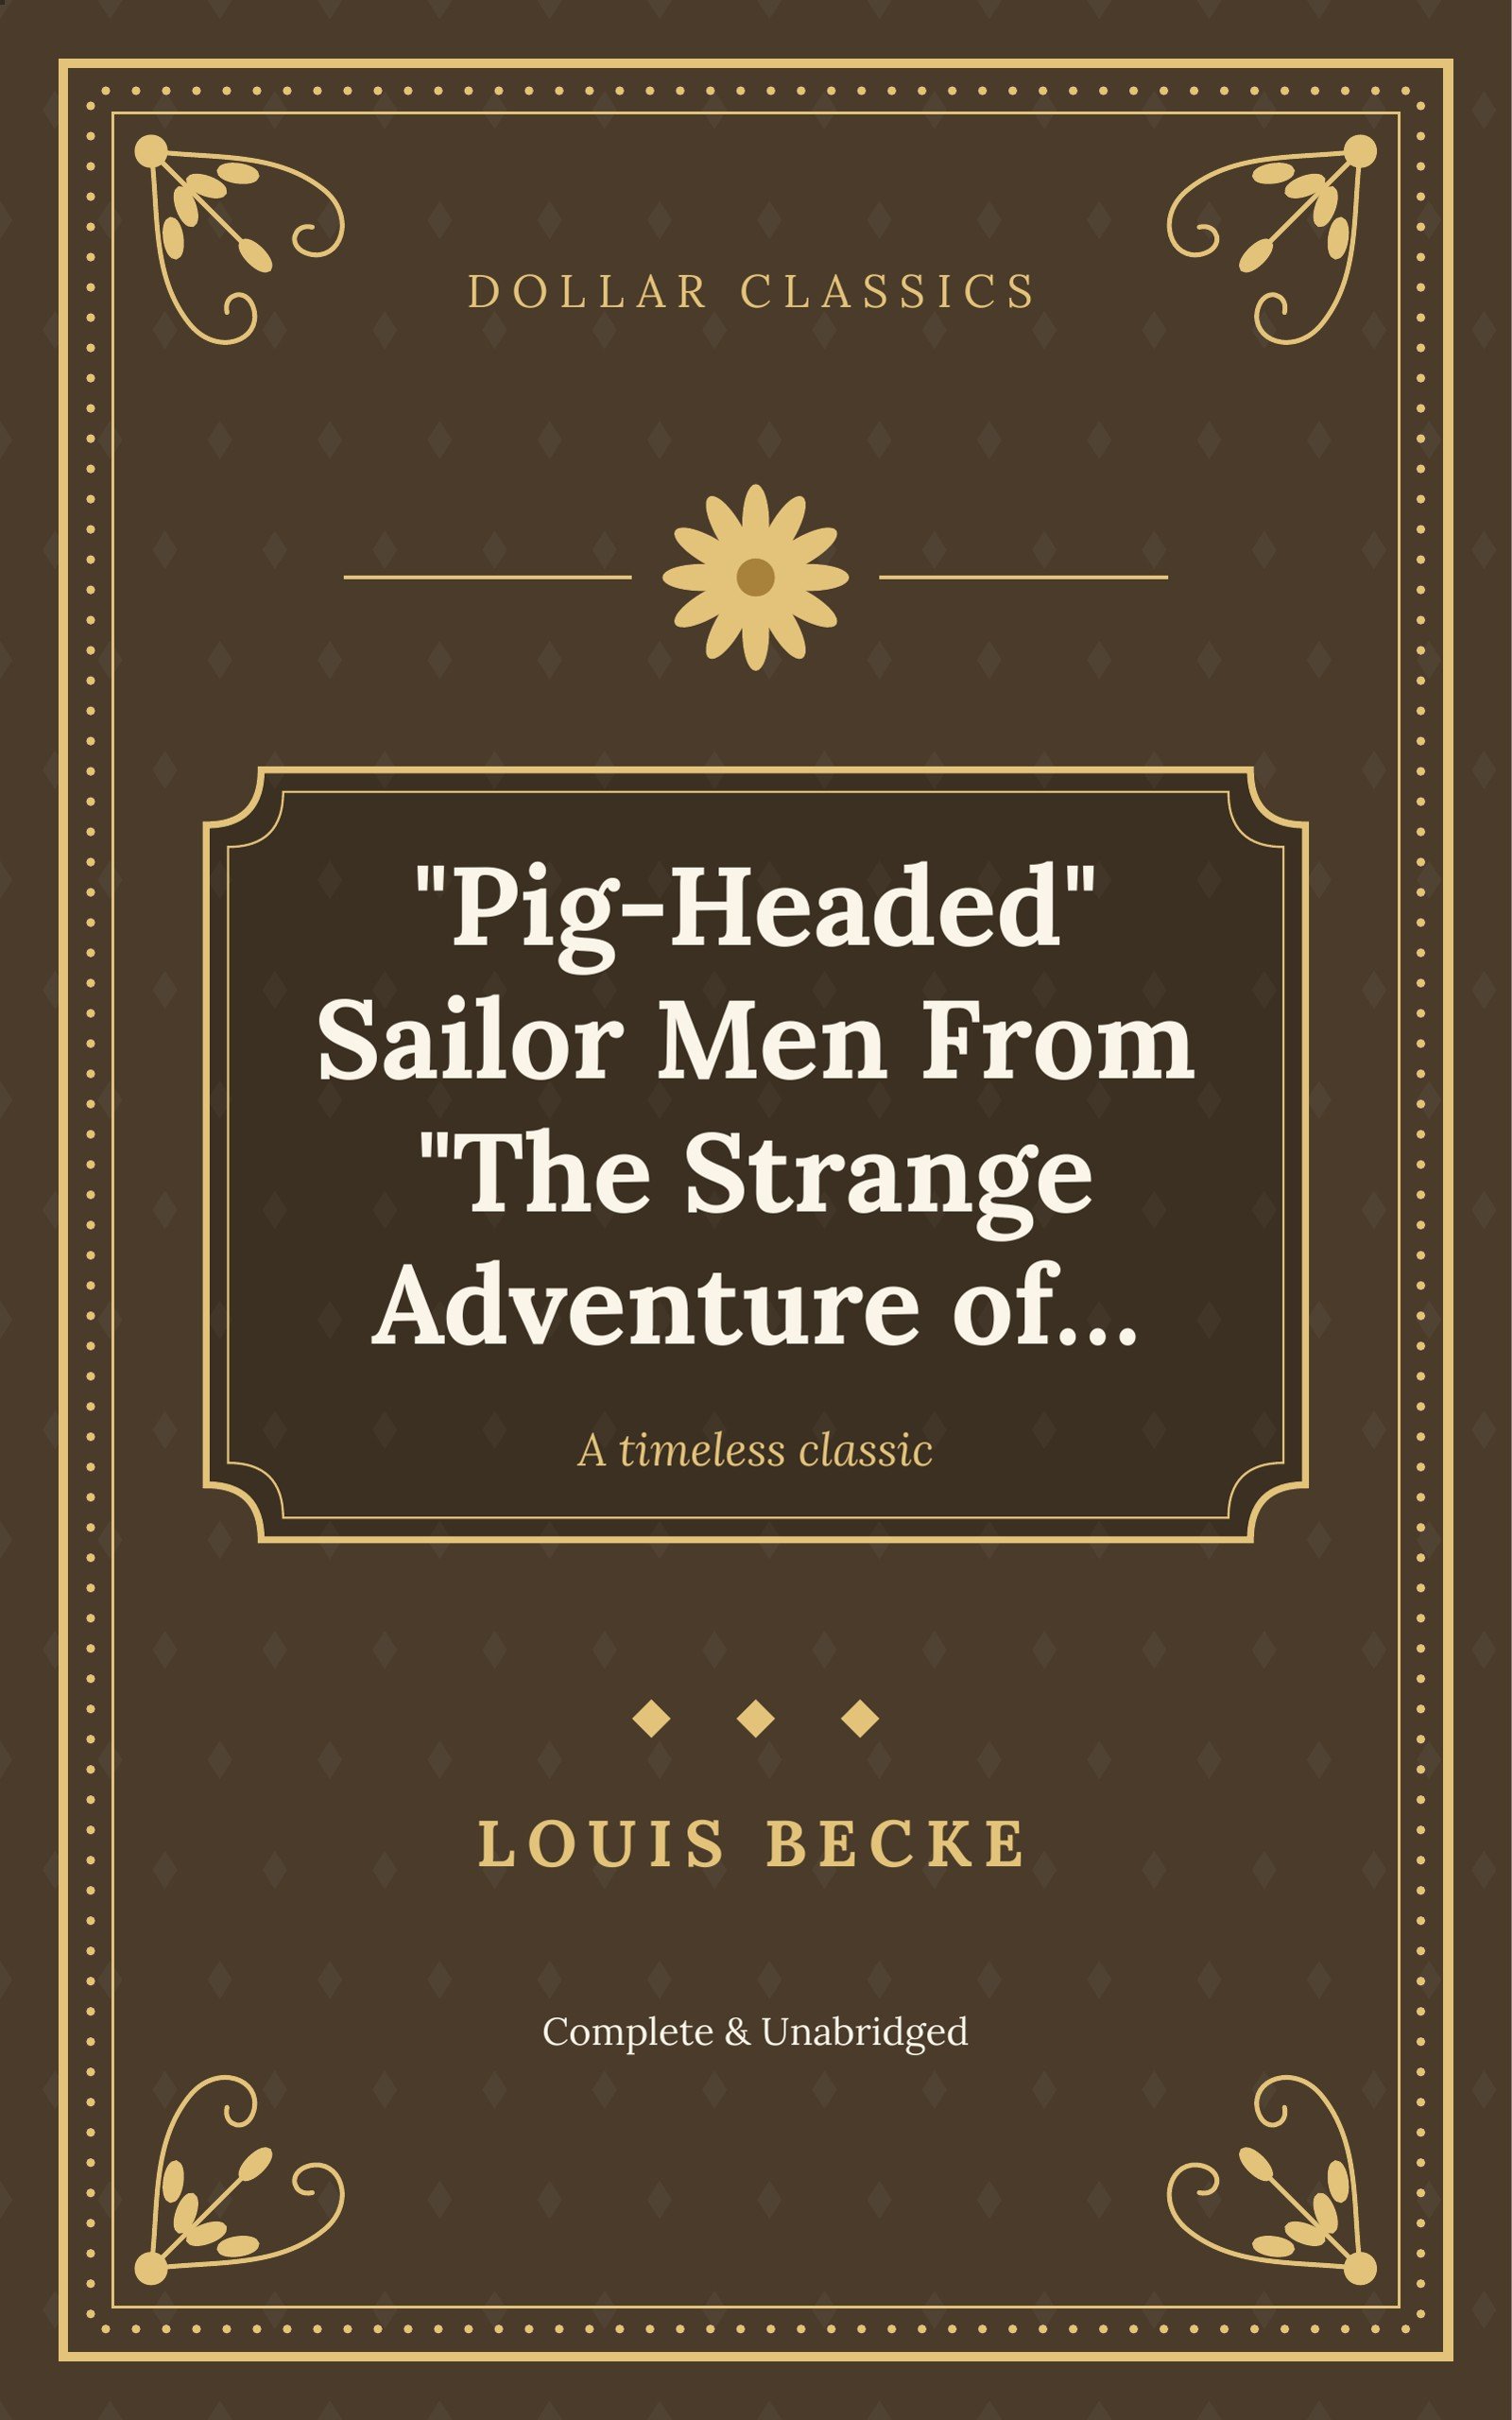 DOLLAR CLASSICS
"Pig-Headed"
Sailor Men From
"The Strange
Adventure of...
A timeless classic
LOUIS BECKE
Complete & Unabridged